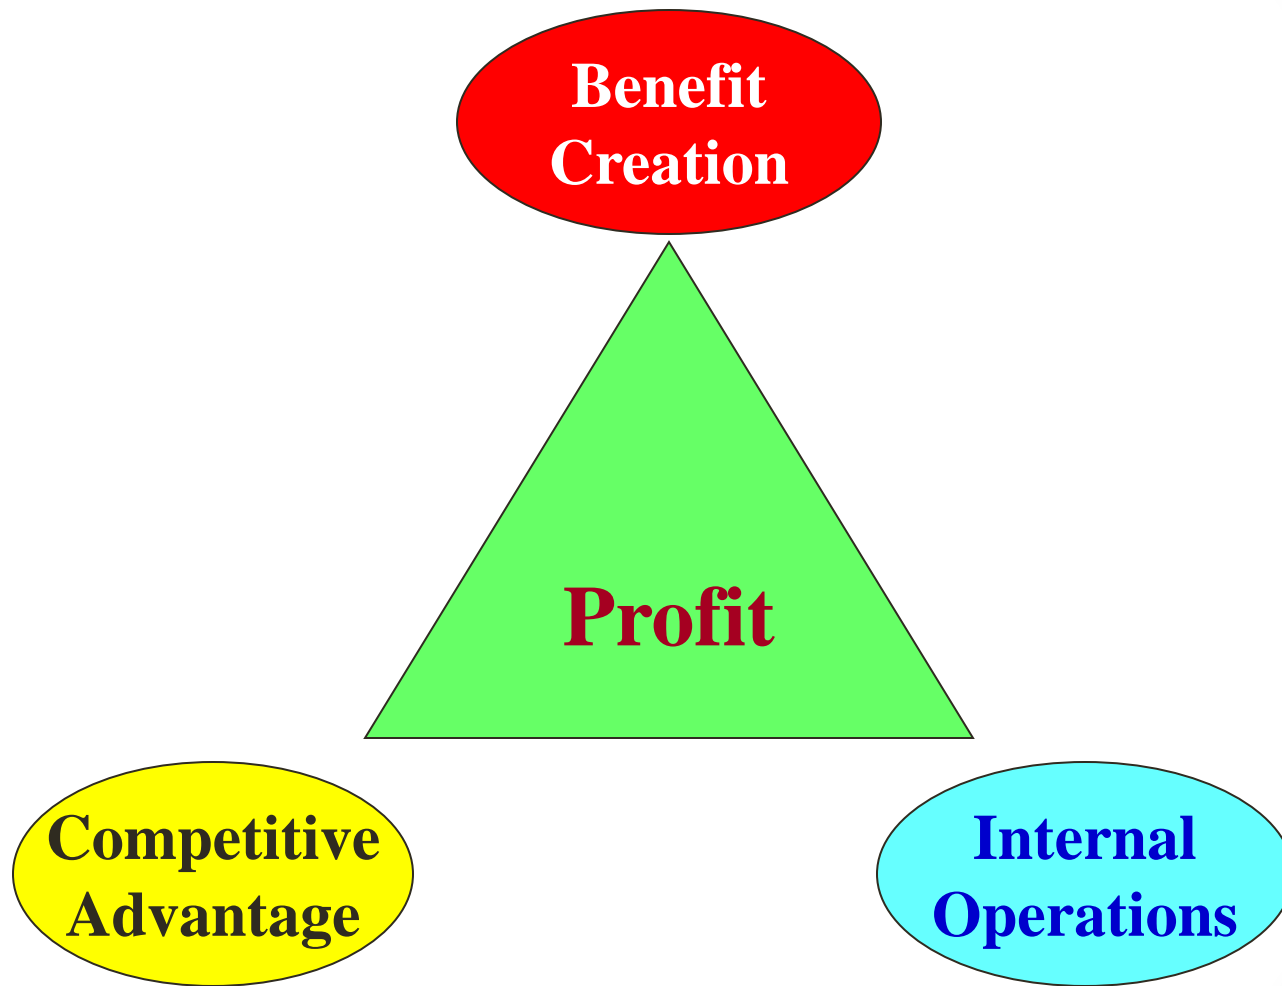 Benefit
Creation
Profit
Competitive
Advantage
Internal
Operations